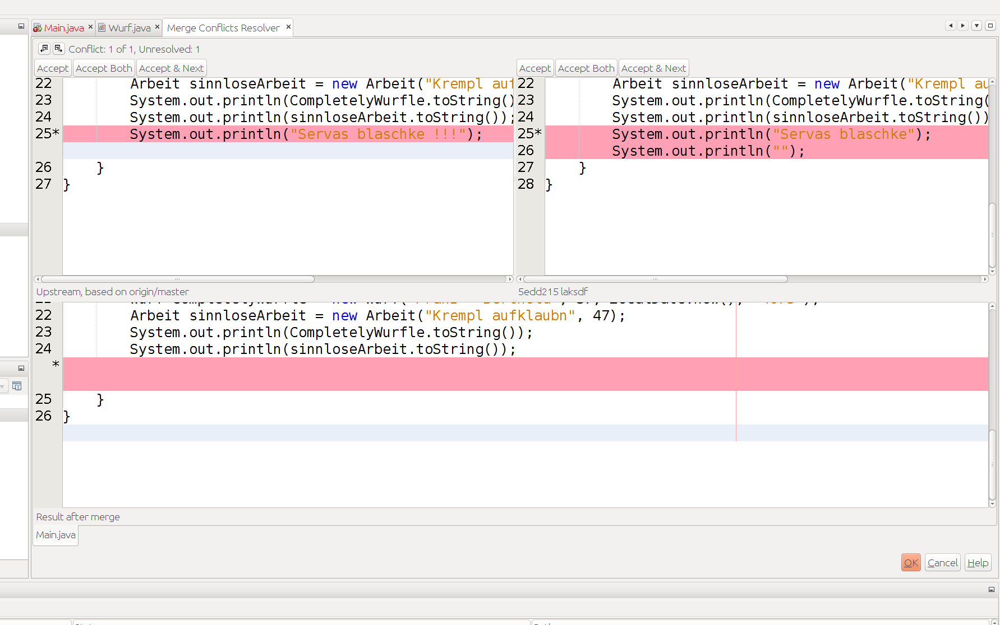 Main.java Wurf.java Merge Conflicts Resolver
Conflict: 1 of 1, Unresolved: 1
Accept Accept Both Accept & Next
22 Arbeit sinnloseArbeit = new Arbeit("Krempl auf
23 System.out.println(CompletelyWurfle.toString()
24 System.out.println(sinnloseArbeit.toString());
25* System.out.println("Servas blaschke !!!");
26 }
27 }
Upstream, based on origin/master
Accept Accept Both Accept & Next
22 Arbeit sinnloseArbeit = new Arbeit("Krempl au
23 System.out.println(CompletelyWurfle.toString(
24 System.out.println(sinnloseArbeit.toString())
25* System.out.println("Servas blaschke");
26 System.out.println("");
27 }
28 }
5edd215 laksdf
22 Arbeit sinnloseArbeit = new Arbeit("Krempl aufklaubn", 47);
23 System.out.println(CompletelyWurfle.toString());
24 System.out.println(sinnloseArbeit.toString());
*
25 }
26 }
Result after merge
Main.java
OK Cancel Help